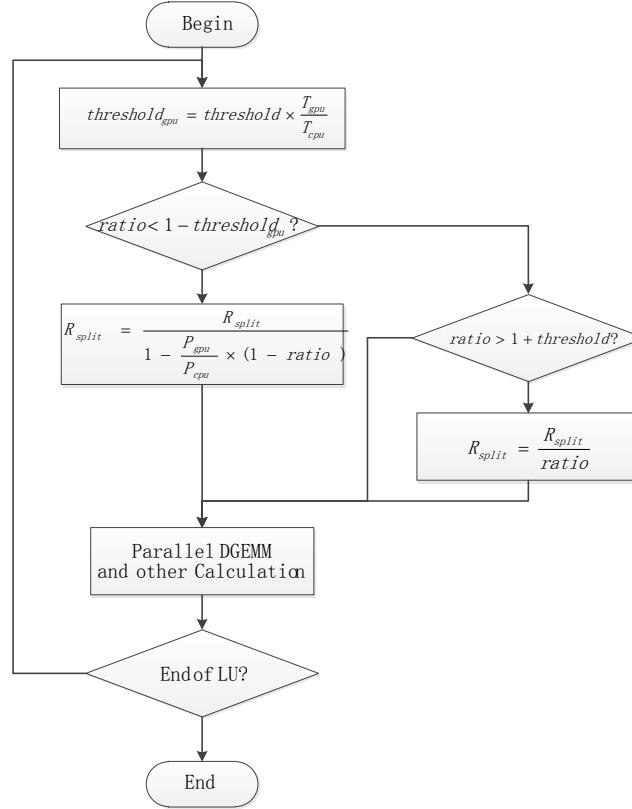 Begin
threshold_gpu = threshold × T_gpu / T_cpu
ratio < 1 − threshold_gpu ?
R_split = R_split / (1 - P_gpu / P_cpu × (1 - ratio ))
ratio > 1 + threshold?
R_split = R_split / ratio
Parallel DGEMM
and other Calculation
End of LU?
End